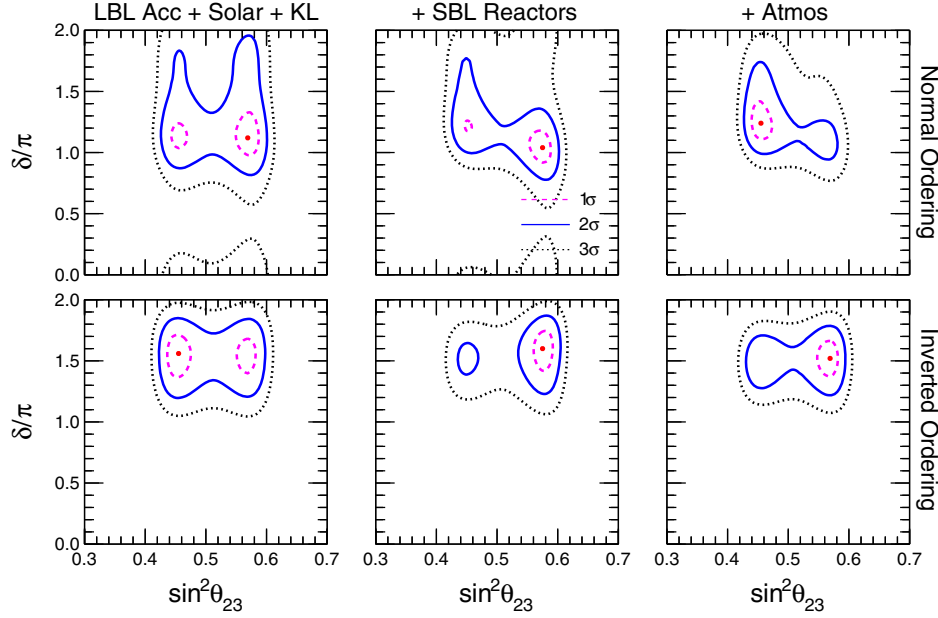 LBL Acc + Solar + KL
+ SBL Reactors
+ Atmos
2.0
1.5
1.0
0.5
0.0
δ/π
1σ
2σ
3σ
Normal Ordering
2.0
1.5
1.0
0.5
0.0
δ/π
Inverted Ordering
0.3 0.4 0.5 0.6 0.7
0.3 0.4 0.5 0.6 0.7
0.3 0.4 0.5 0.6 0.7
sin²θ₂₃
sin²θ₂₃
sin²θ₂₃